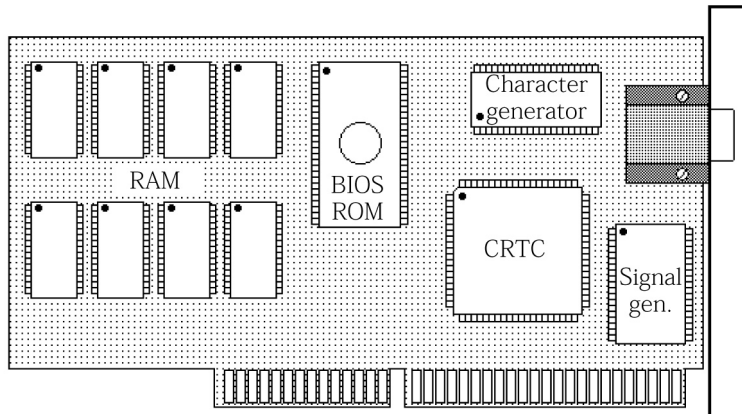 Character
generator
RAM
BIOS
ROM
CRTC
Signal
gen.